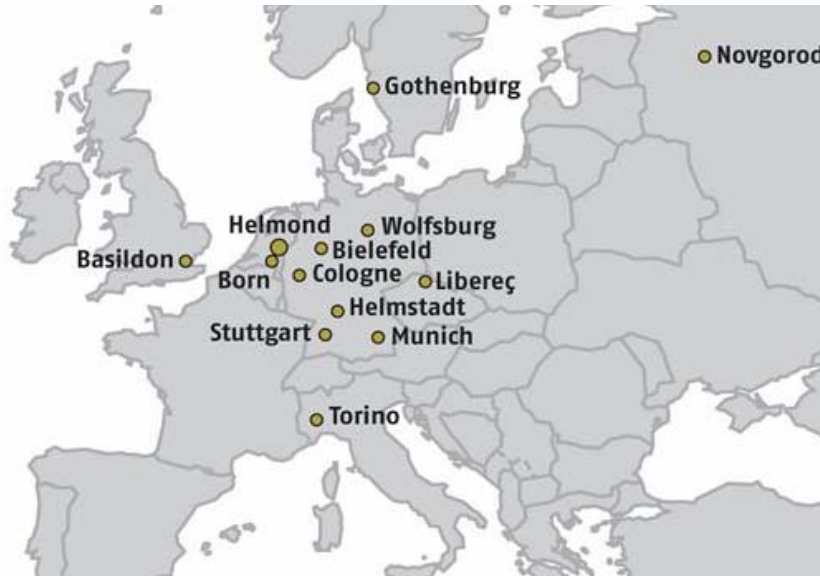 Novgorod
Gothenburg
Helmond
Wolfsburg
Basildon
Bielefeld
Born
Cologne
Libereç
Helmstadt
Stuttgart
Munich
Torino